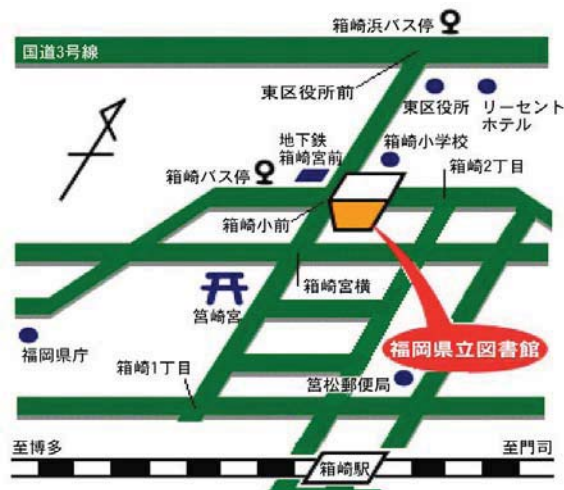 箱崎浜バス停
国道3号線
東区役所前
東区役所
リーセント
ホテル
地下鉄
箱崎宮前
箱崎小学校
箱崎バス停
箱崎2丁目
箱崎小前
箱崎宮横
筥崎宮
福岡県庁
福岡県立図書館
箱崎1丁目
筥松郵便局
至博多
箱崎駅
至門司